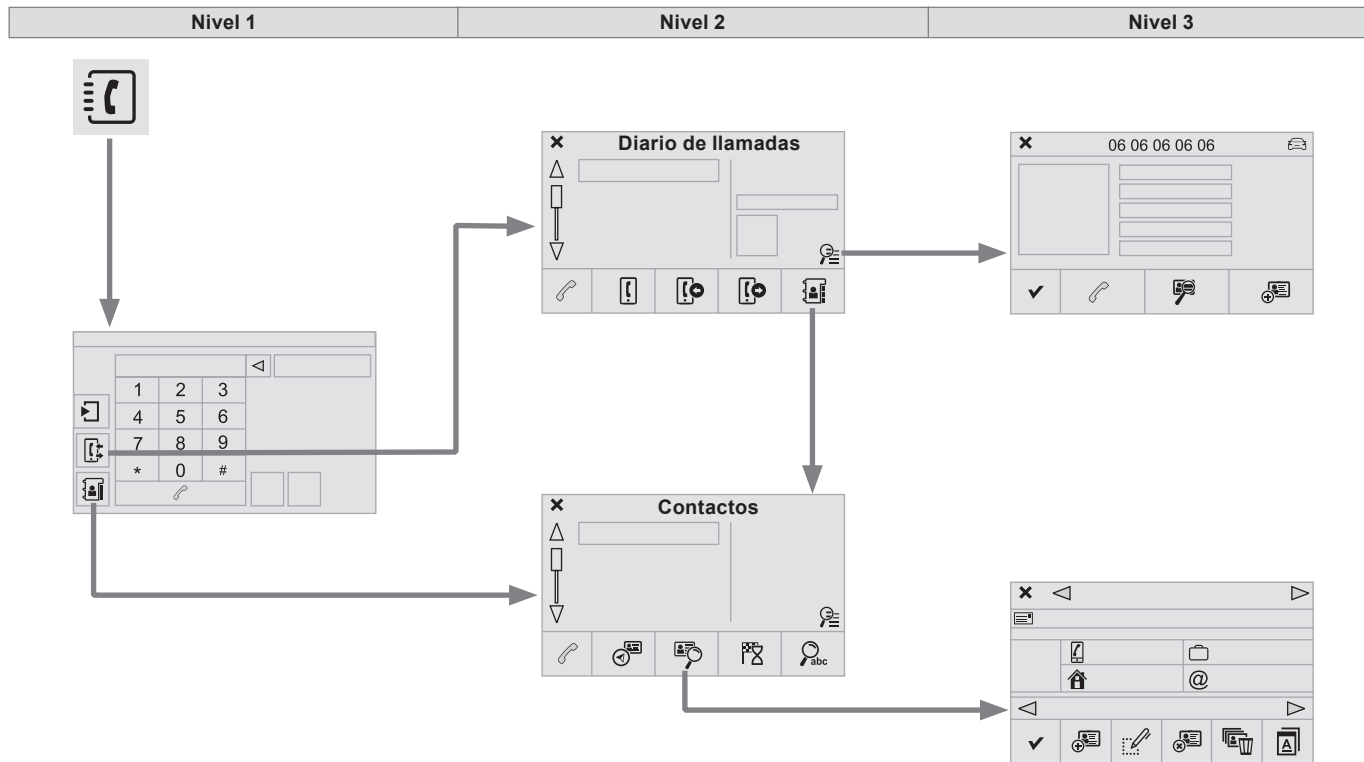 Nivel 1
Nivel 2
Nivel 3
Diario de llamadas
06 06 06 06 06
1 2 3
4 5 6
7 8 9
* 0 #
Contactos
abc
@
A